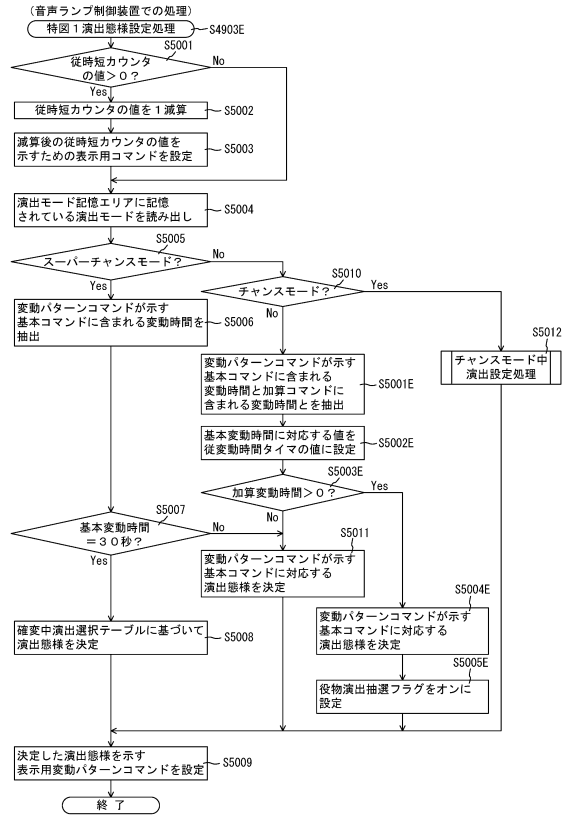 (音声ランプ制御装置での処理)
特図1演出態様設定処理
S4903E
S5001
従時短カウンタ
の値>0?
No
Yes
従時短カウンタの値を1減算
S5002
減算後の従時短カウンタの値を
示すための表示用コマンドを設定
S5003
演出モード記憶エリアに記憶
されている演出モードを読み出し
S5004
S5005
スーパーチャンスモード?
No
Yes
S5010
チャンスモード?
Yes
No
変動パターンコマンドが示す
基本コマンドに含まれる変動時間を
抽出
S5006
S5012
チャンスモード中
演出設定処理
変動パターンコマンドが示す
基本コマンドに含まれる
変動時間と加算コマンドに
含まれる変動時間とを抽出
S5001E
基本変動時間に対応する値を
従変動時間タイマの値に設定
S5002E
S5003E
加算変動時間>0?
Yes
No
S5007
基本変動時間
=30秒?
No
Yes
S5011
変動パターンコマンドが示す
基本コマンドに対応する
演出態様を決定
S5004E
変動パターンコマンドが示す
基本コマンドに対応する
演出態様を決定
確変中演出選択テーブルに基づいて
演出態様を決定
S5008
S5005E
役物演出抽選フラグをオンに
設定
決定した演出態様を示す
表示用変動パターンコマンドを設定
S5009
終了